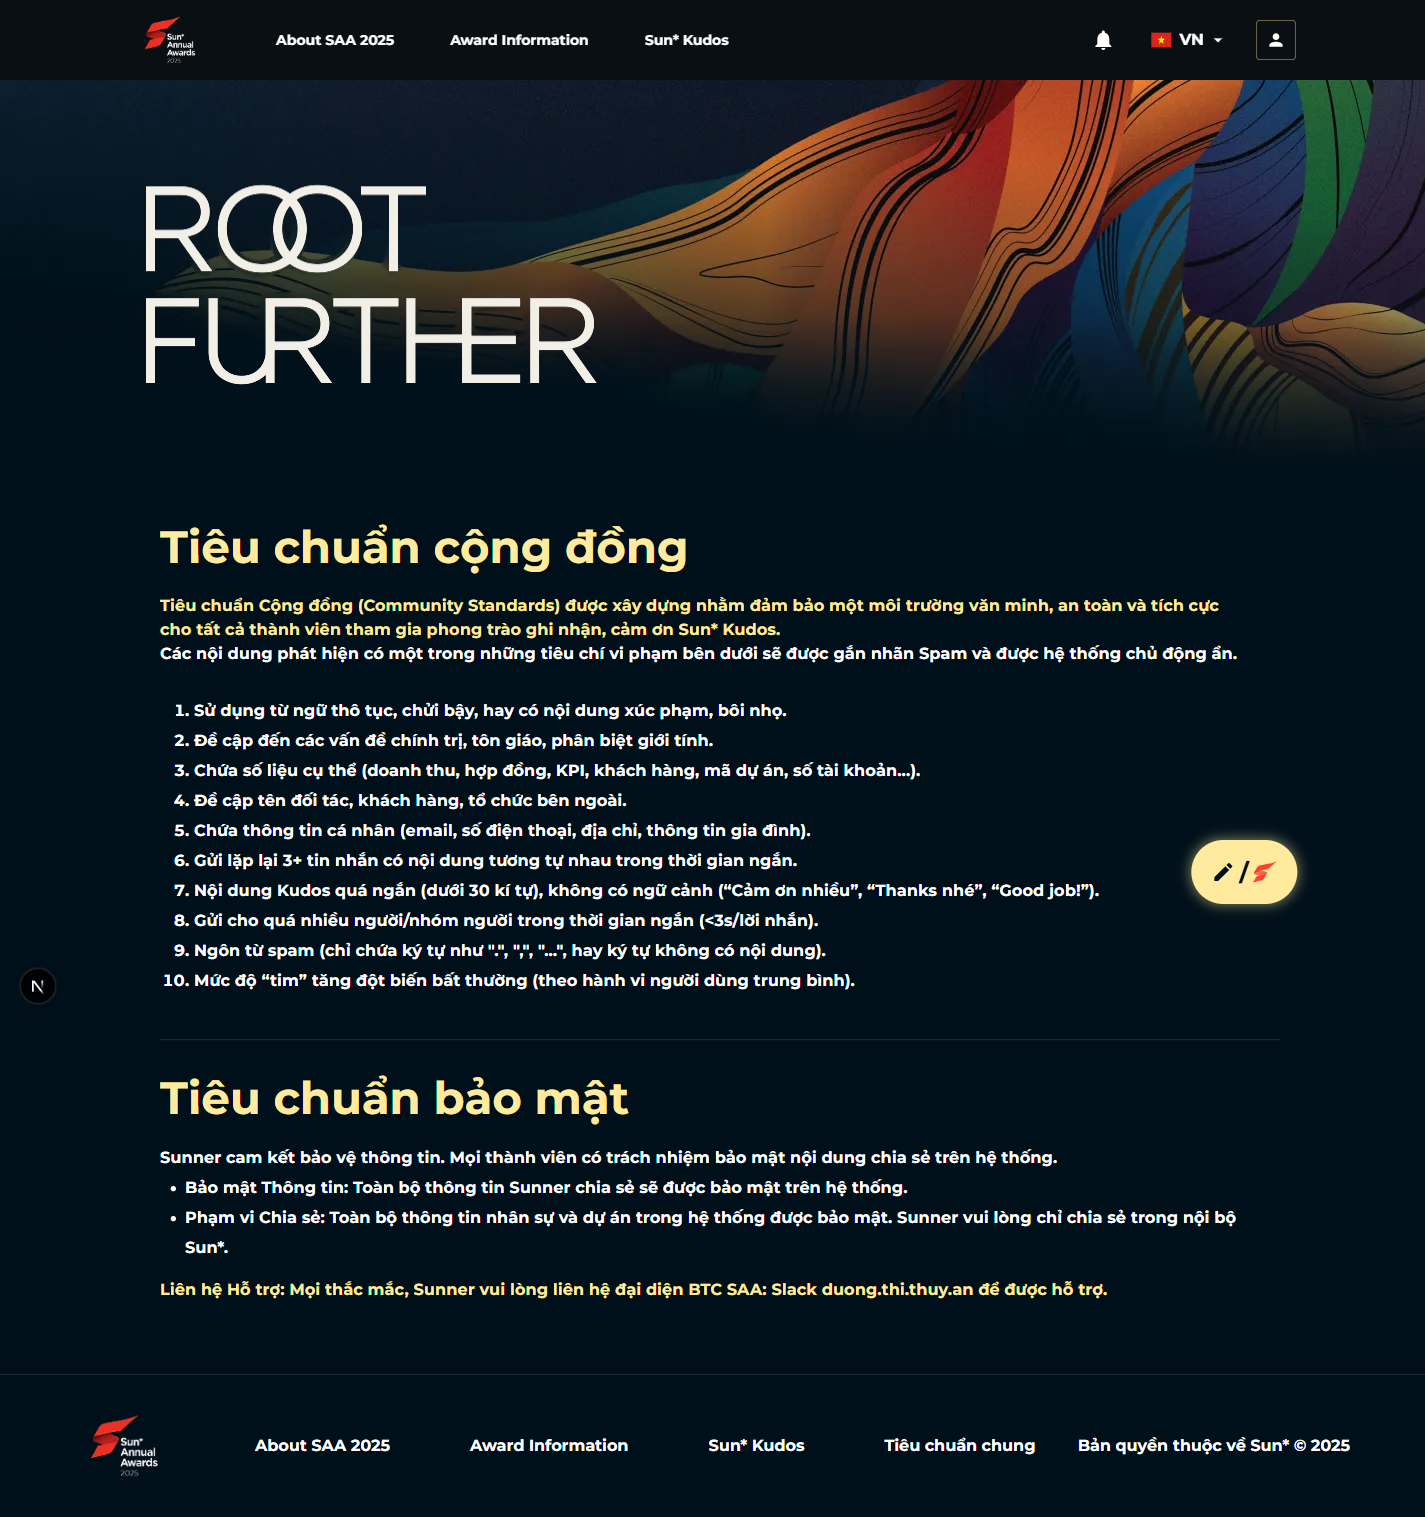 Sun*
Annual
Awards
2025
About SAA 2025
Award Information
Sun* Kudos
VN
ROOT
FURTHER
Tiêu chuẩn cộng đồng
Tiêu chuẩn Cộng đồng (Community Standards) được xây dựng nhằm đảm bảo một môi trường văn minh, an toàn và tích cực
cho tất cả thành viên tham gia phong trào ghi nhận, cảm ơn Sun* Kudos.
Các nội dung phát hiện có một trong những tiêu chí vi phạm bên dưới sẽ được gắn nhãn Spam và được hệ thống chủ động ẩn.
1. Sử dụng từ ngữ thô tục, chửi bậy, hay có nội dung xúc phạm, bôi nhọ.
2. Đề cập đến các vấn đề chính trị, tôn giáo, phân biệt giới tính.
3. Chứa số liệu cụ thể (doanh thu, hợp đồng, KPI, khách hàng, mã dự án, số tài khoản...).
4. Đề cập tên đối tác, khách hàng, tổ chức bên ngoài.
5. Chứa thông tin cá nhân (email, số điện thoại, địa chỉ, thông tin gia đình).
6. Gửi lặp lại 3+ tin nhắn có nội dung tương tự nhau trong thời gian ngắn.
7. Nội dung Kudos quá ngắn (dưới 30 kí tự), không có ngữ cảnh (“Cảm ơn nhiều”, “Thanks nhé”, “Good job!”).
8. Gửi cho quá nhiều người/nhóm người trong thời gian ngắn (<3s/lời nhắn).
9. Ngôn từ spam (chỉ chứa ký tự như ".", ",", "...", hay ký tự không có nội dung).
10. Mức độ “tim” tăng đột biến bất thường (theo hành vi người dùng trung bình).
/
N
Tiêu chuẩn bảo mật
Sunner cam kết bảo vệ thông tin. Mọi thành viên có trách nhiệm bảo mật nội dung chia sẻ trên hệ thống.
• Bảo mật Thông tin: Toàn bộ thông tin Sunner chia sẻ sẽ được bảo mật trên hệ thống.
• Phạm vi Chia sẻ: Toàn bộ thông tin nhân sự và dự án trong hệ thống được bảo mật. Sunner vui lòng chỉ chia sẻ trong nội bộ
Sun*.
Liên hệ Hỗ trợ: Mọi thắc mắc, Sunner vui lòng liên hệ đại diện BTC SAA: Slack duong.thi.thuy.an để được hỗ trợ.
Sun*
Annual
Awards
2025
About SAA 2025
Award Information
Sun* Kudos
Tiêu chuẩn chung
Bản quyền thuộc về Sun* © 2025